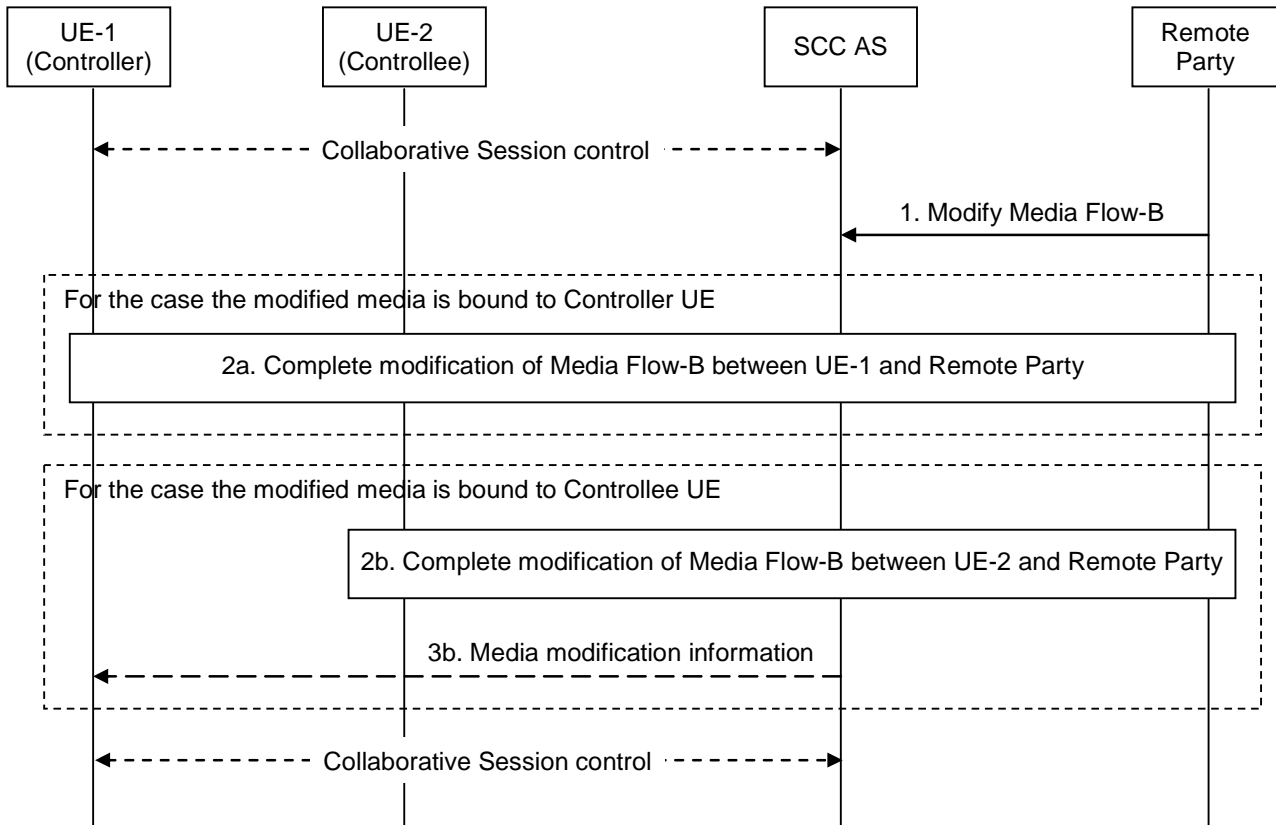 UE-1
(Controller)
UE-2
(Controllee)
SCC AS
Remote
Party
Collaborative Session control
1. Modify Media Flow-B
For the case the modified media is bound to Controller UE
2a. Complete modification of Media Flow-B between UE-1 and Remote Party
For the case the modified media is bound to Controllee UE
2b. Complete modification of Media Flow-B between UE-2 and Remote Party
3b. Media modification information
Collaborative Session control